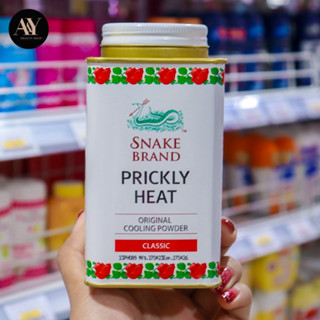 AY
SNAKE
BRAND
PRICKLY
HEAT
ORIGINAL
COOLING POWDER
CLASSIC